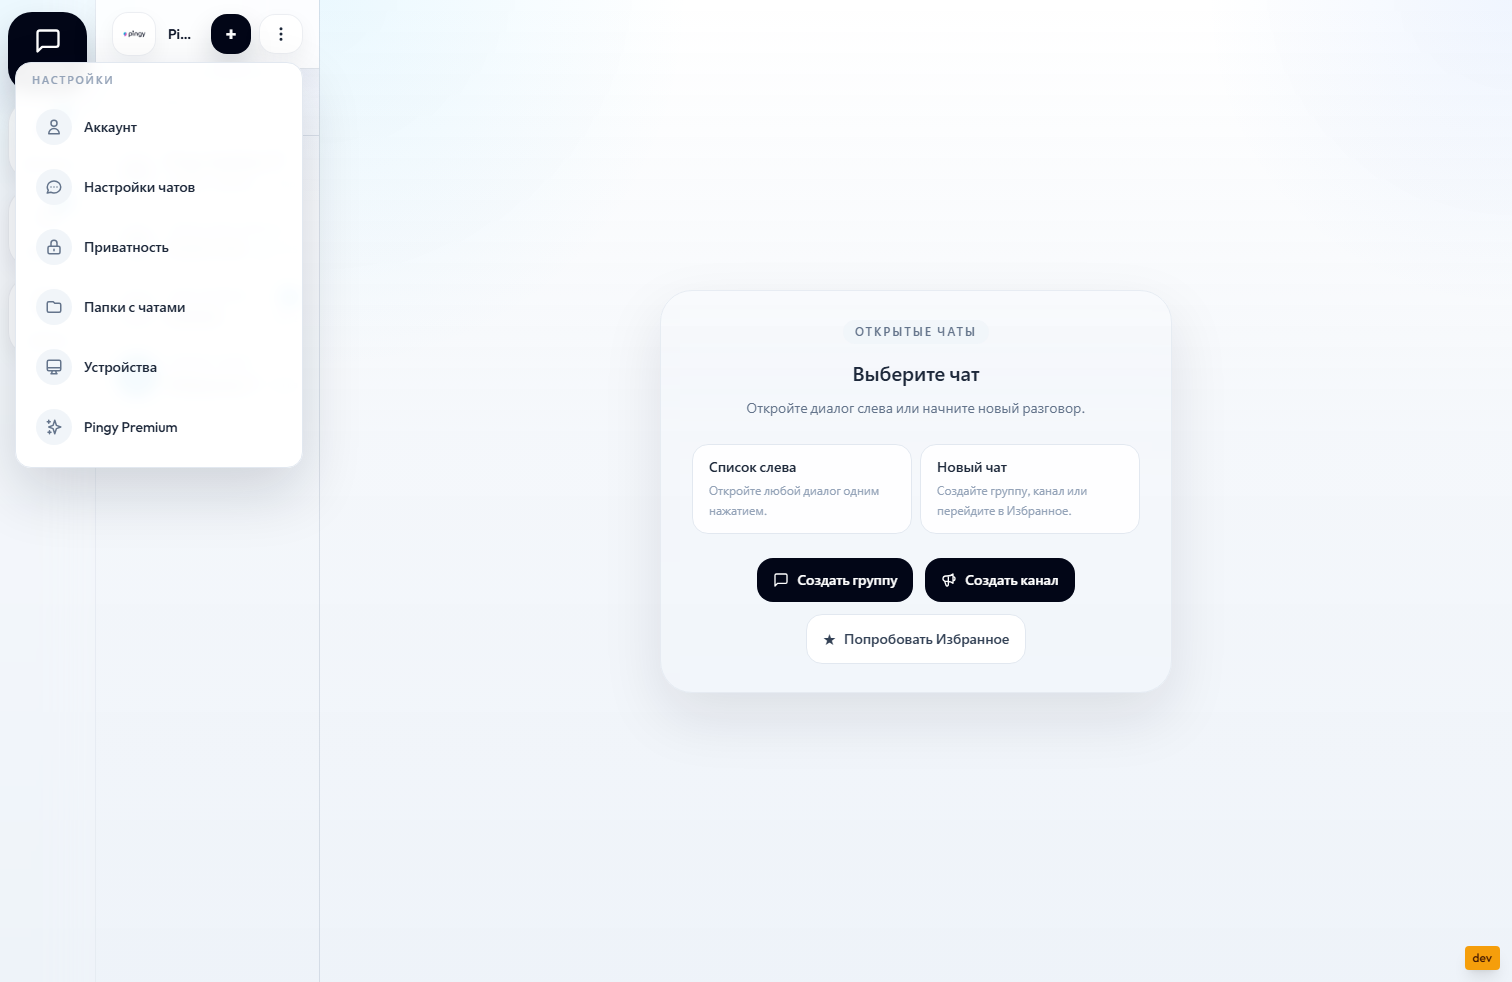 pingy
Pi...
НАСТРОЙКИ
Аккаунт
Настройки чатов
Приватность
Папки с чатами
Устройства
Pingy Premium
ОТКРЫТЫЕ ЧАТЫ
Выберите чат
Откройте диалог слева или начните новый разговор.
Список слева
Откройте любой диалог одним
нажатием.
Новый чат
Создайте группу, канал или
перейдите в Избранное.
Создать группу
Создать канал
Попробовать Избранное
dev